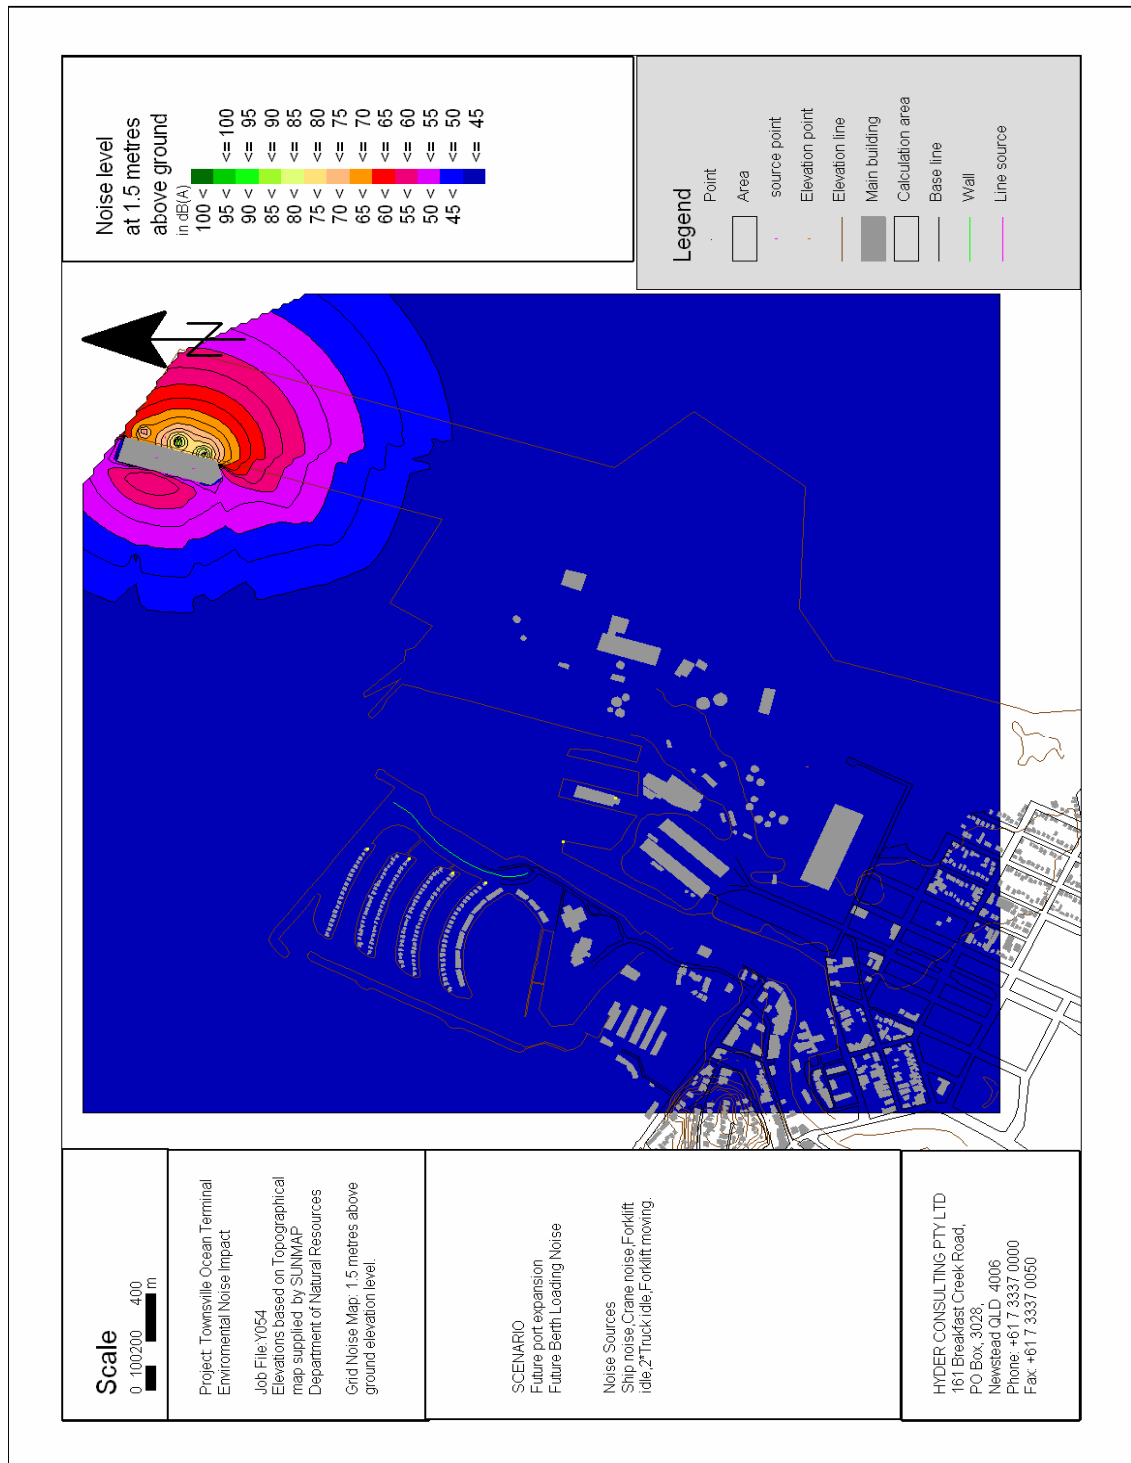 Noise level
at 1.5 metres
above ground
in dB(A)
100 <
95 < <= 100
90 < <= 95
85 < <= 90
80 < <= 85
75 < <= 80
70 < <= 75
65 < <= 70
60 < <= 65
55 < <= 60
50 < <= 55
45 < <= 50
<= 45
Legend
Point
Area
source point
Elevation point
Elevation line
Main building
Calculation area
Base line
Wall
Line source
N
Scale
0 100200 400
m
Project: Townsville Ocean Terminal
Enviromental Noise Impact
Job File:Y054
Elevations based on Topographical
map supplied by SUNMAP
Department of Natural Resources
Grid Noise Map: 1.5 metres above
ground elevation level.
SCENARIO
Future port expansion
Future Berth Loading Noise
Noise Sources
Ship noise,Crane noise,Forklift
idle,2*Truck idle,Forklift moving.
HYDER CONSULTING PTY LTD
161 Breakfast Creek Road,
PO Box, 3028,
Newstead QLD 4006
Phone: +61 7 3337 0000
Fax: +61 7 3337 0050